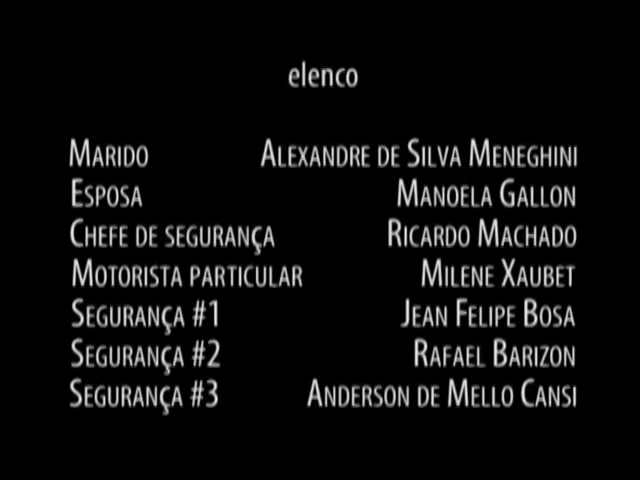 elenco
Marido Alexandre de Silva Meneghini
Esposa Manoela Gallon
Chefe de segurança Ricardo Machado
Motorista particular Milene Xaubet
Segurança #1 Jean Felipe Bosa
Segurança #2 Rafael Barizon
Segurança #3 Anderson de Mello Cansi